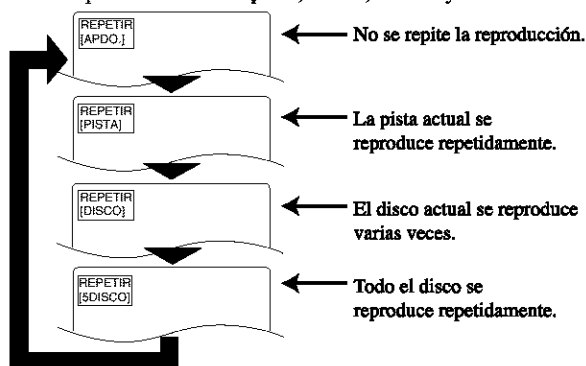 REPETIR
[APDO.]
No se repite la reproducción.
REPETIR
[PISTA]
La pista actual se
reproduce repetidamente.
REPETIR
[DISCO]
El disco actual se reproduce
varias veces.
REPETIR
[5DISCO]
Todo el disco se
reproduce repetidamente.